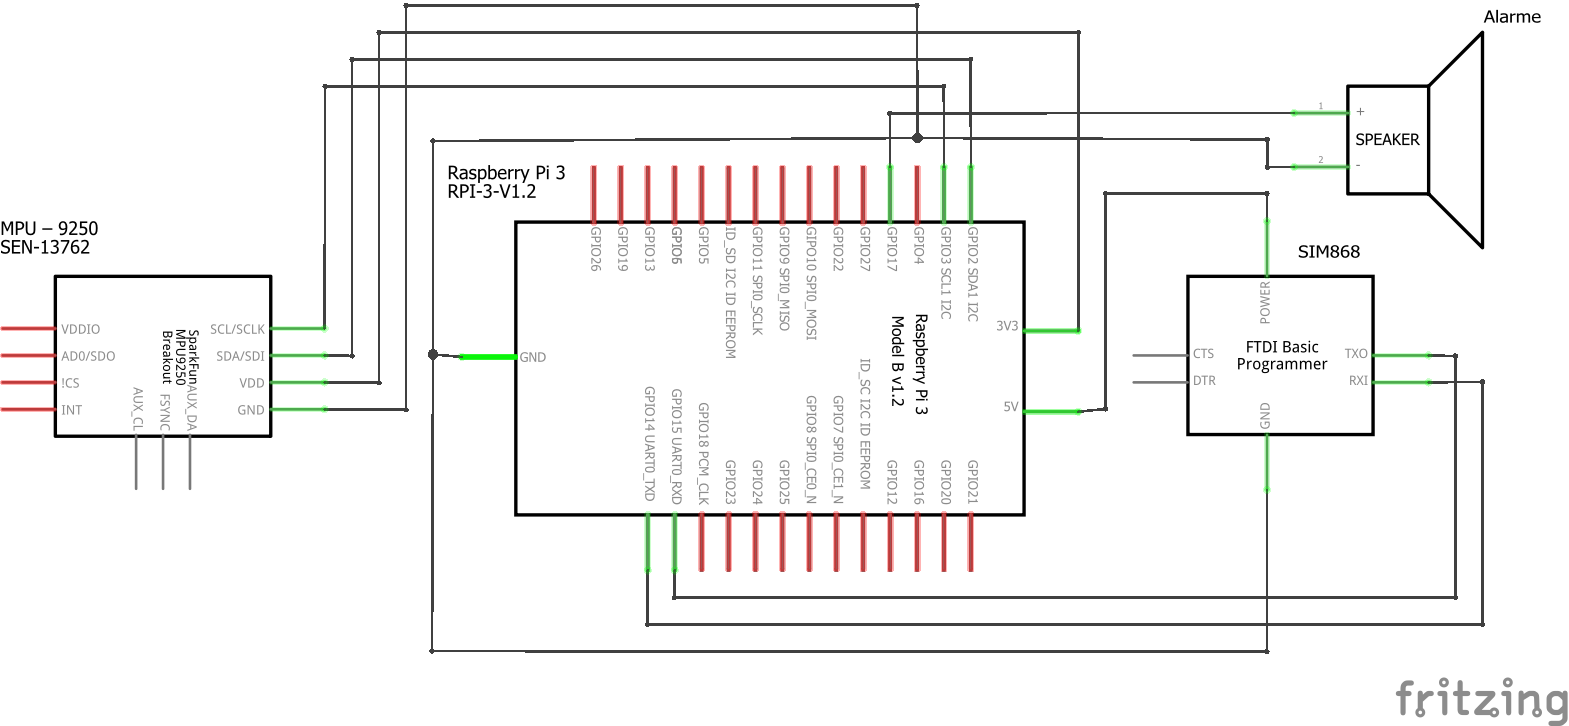 Alarme
1
+
SPEAKER
2
-
Raspberry Pi 3
RPI-3-V1.2
MPU – 9250
SEN-13762
SIM868
GPIO26
GPIO19
GPIO13
GPIO6
GPIO5
ID_SD I2C ID EEPROM
GPIO11 SPI0_SCLK
GPIO9 SPI0_MISO
GIPO10 SPI0_MOSI
GPIO22
GPIO27
GPIO17
GPIO4
GPIO3 SCL1 I2C
GPIO2 SDA1 I2C
VDDIO
AD0/SDO
!CS
INT
SparkFun
MPU9250
Breakout
SCL/SCLK
SDA/SDI
VDD
GND
AUX_CL
FSYNC
AUX_DA
GND
Raspberry Pi 3
Model B v1.2
3V3
5V
POWER
CTS
DTR
FTDI Basic
Programmer
TXO
RXI
GND
GPIO14 UART0_TXD
GPIO15 UART0_RXD
GPIO18 PCM_CLK
GPIO23
GPIO24
GPIO25
GPIO8 SPI0_CE0_N
GPIO7 SPI0_CE1_N
ID_SC I2C ID EEPROM
GPIO12
GPIO16
GPIO20
GPIO21
fritzing